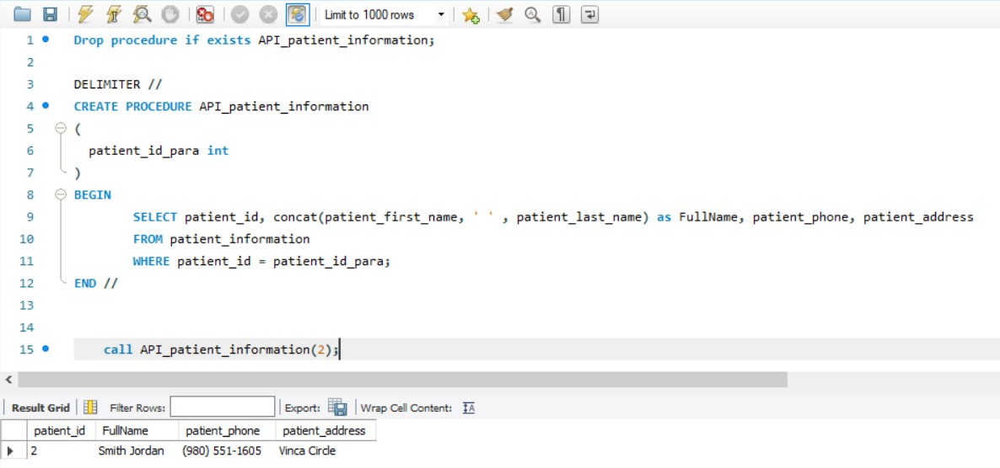 Limit to 1000 rows
1 Drop procedure if exists API_patient_information;
2
3 DELIMITER //
4 CREATE PROCEDURE API_patient_information
5 (
6 patient_id_para int
7 )
8 BEGIN
9 SELECT patient_id, concat(patient_first_name, ' ' , patient_last_name) as FullName, patient_phone, patient_address
10 FROM patient_information
11 WHERE patient_id = patient_id_para;
12 END //
13
14
15 call API_patient_information(2);
Result Grid Filter Rows: Export: Wrap Cell Content: IA
patient_id FullName patient_phone patient_address
2 Smith Jordan (980) 551-1605 Vinca Circle